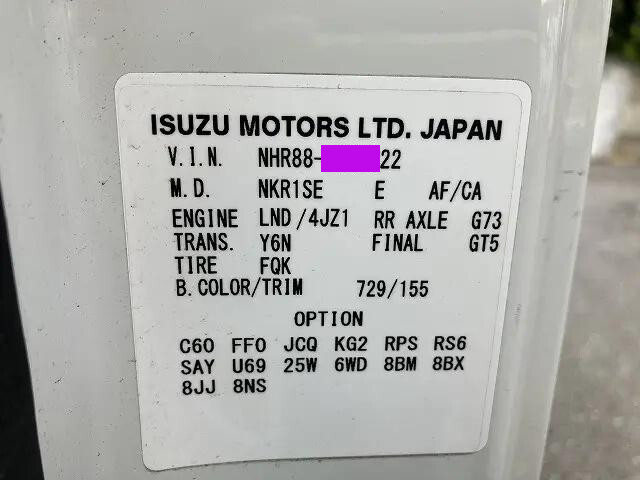 ISUZU MOTORS LTD. JAPAN
V.I.N. NHR88- 22
M.D. NKR1SE E AF/CA
ENGINE LND/4JZ1 RR AXLE G73
TRANS. Y6N FINAL GT5
TIRE FQK
B.COLOR/TRIM 729/155
OPTION
C60 FF0 JCQ KG2 RPS RS6
SAY U69 25W 6WD 8BM 8BX
8JJ 8NS